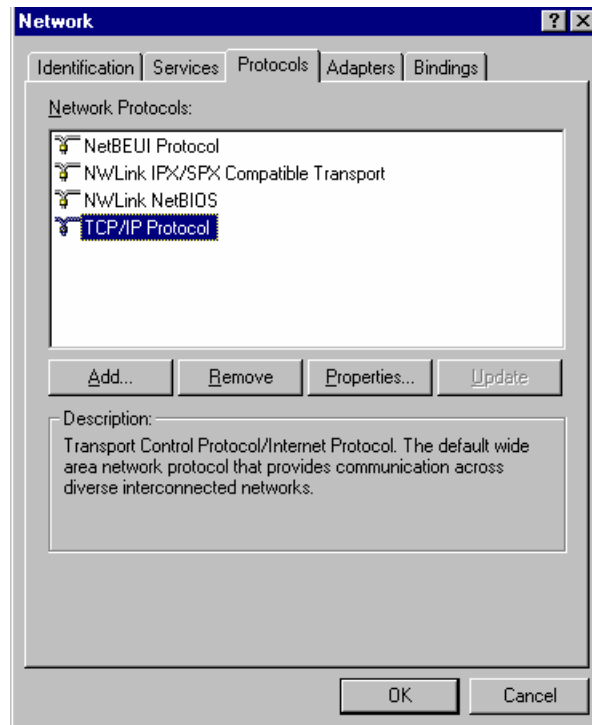 Network
Identification Services Protocols Adapters Bindings
Network Protocols:
NetBEUI Protocol
NWLink IPX/SPX Compatible Transport
NWLink NetBIOS
TCP/IP Protocol
Add... Remove Properties... Update
Description:
Transport Control Protocol/Internet Protocol. The default wide
area network protocol that provides communication across
diverse interconnected networks.
OK Cancel